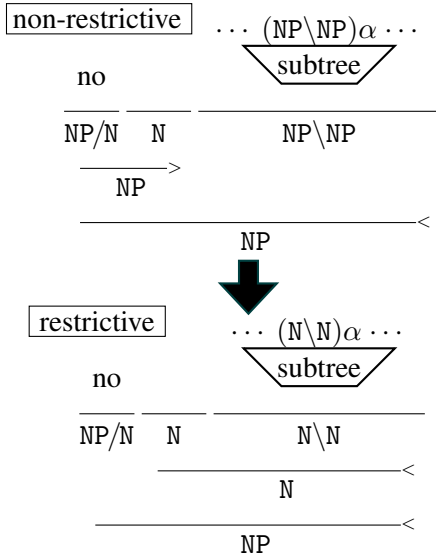 non-restrictive
⋯ (NP\NP)α ⋯
subtree
no
NP/N N NP\NP
>
NP
<
NP
restrictive
⋯ (N\N)α ⋯
subtree
no
NP/N N N\N
<
N
<
NP